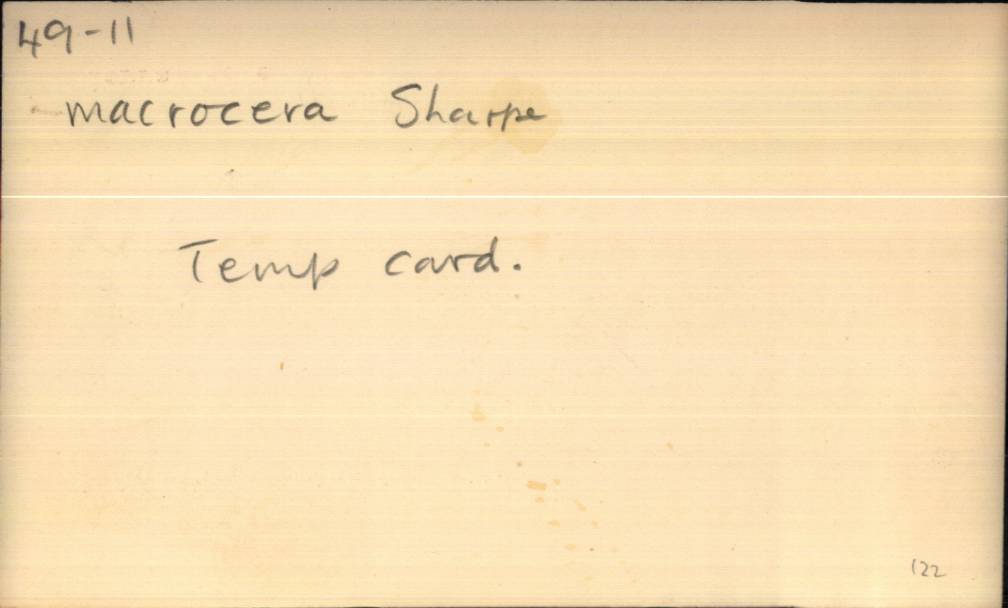 49-11
macrocera Sharpe
Temp card.
122